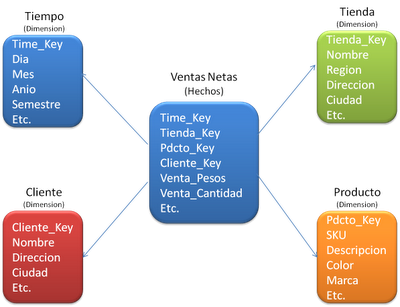 Tiempo
(Dimension)
Time_Key
Dia
Mes
Anio
Semestre
Etc.
Tienda
(Dimension)
Tienda_Key
Nombre
Region
Direccion
Ciudad
Etc.
Ventas Netas
(Hechos)
Time_Key
Tienda_Key
Pdcto_Key
Cliente_Key
Venta_Pesos
Venta_Cantidad
Etc.
Cliente
(Dimension)
Cliente_Key
Nombre
Direccion
Ciudad
Etc.
Producto
(Dimension)
Pdcto_Key
SKU
Descripcion
Color
Marca
Etc.